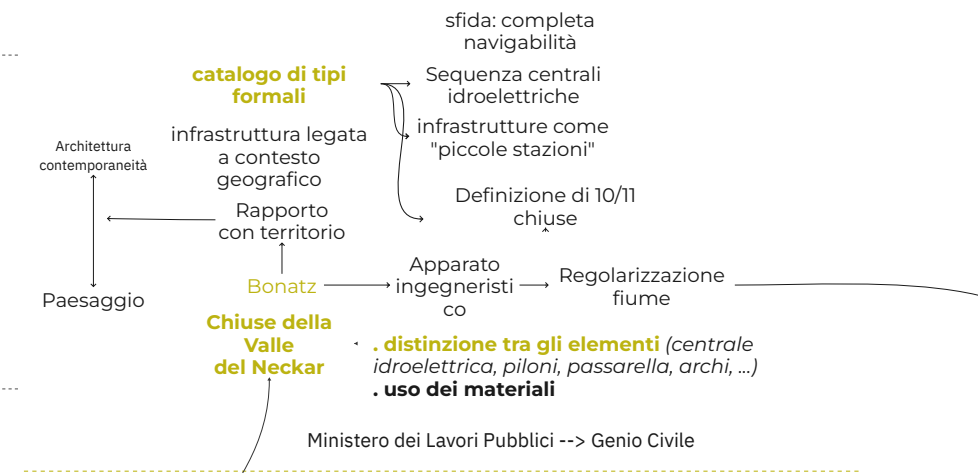 sfida: completa
navigabilità
catalogo di tipi
formali
Sequenza centrali
idroelettriche
infrastrutture come
"piccole stazioni"
infrastruttura legata
a contesto
geografico
Architettura
contemporaneità
Definizione di 10/11
chiuse
Rapporto
con territorio
Paesaggio
Bonatz
Apparato
ingegneristi
co
Regolarizzazione
fiume
Chiuse della
Valle
del Neckar
. distinzione tra gli elementi (centrale
idroelettrica, piloni, passarella, archi, ...)
. uso dei materiali
Ministero dei Lavori Pubblici --> Genio Civile